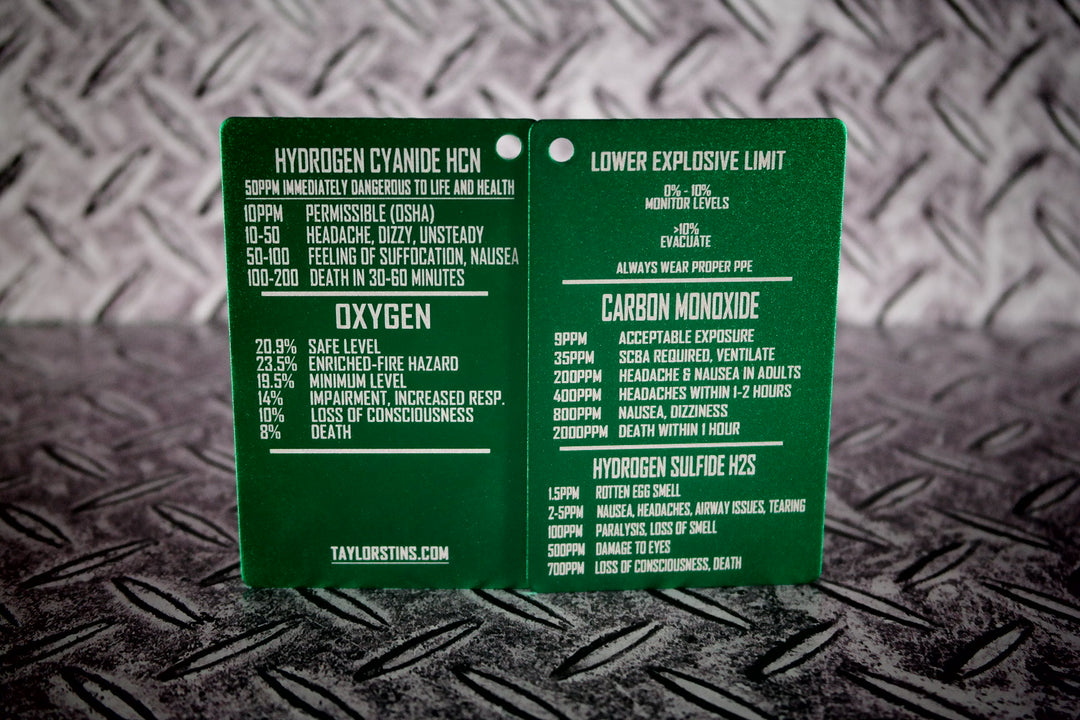 HYDROGEN CYANIDE HCN
50PPM IMMEDIATELY DANGEROUS TO LIFE AND HEALTH
10PPM PERMISSIBLE (OSHA)
10-50 HEADACHE, DIZZY, UNSTEADY
50-100 FEELING OF SUFFOCATION, NAUSEA
100-200 DEATH IN 30-60 MINUTES
OXYGEN
20.9% SAFE LEVEL
23.5% ENRICHED-FIRE HAZARD
19.5% MINIMUM LEVEL
14% IMPAIRMENT, INCREASED RESP.
10% LOSS OF CONSCIOUSNESS
8% DEATH
TAYLORSTINS.COM
LOWER EXPLOSIVE LIMIT
0% - 10%
MONITOR LEVELS
>10%
EVACUATE
ALWAYS WEAR PROPER PPE
CARBON MONOXIDE
9PPM ACCEPTABLE EXPOSURE
35PPM SCBA REQUIRED, VENTILATE
200PPM HEADACHE & NAUSEA IN ADULTS
400PPM HEADACHES WITHIN 1-2 HOURS
800PPM NAUSEA, DIZZINESS
2000PPM DEATH WITHIN 1 HOUR
HYDROGEN SULFIDE H2S
1.5PPM ROTTEN EGG SMELL
2-5PPM NAUSEA, HEADACHES, AIRWAY ISSUES, TEARING
100PPM PARALYSIS, LOSS OF SMELL
500PPM DAMAGE TO EYES
700PPM LOSS OF CONSCIOUSNESS, DEATH